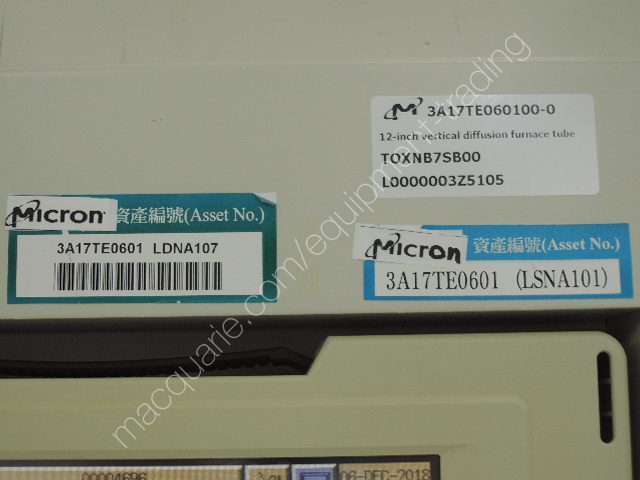 3A17TE060100-0
12-inch vertical diffusion furnace tube
TOXNB7SB00
L0000003Z5105
Micron 資產編號(Asset No.)
3A17TE0601 LDNA107
Micron 資產編號(Asset No.)
3A17TE0601 (LSNA101)
macquarie.com/equipment-trading
06-DEC-2018